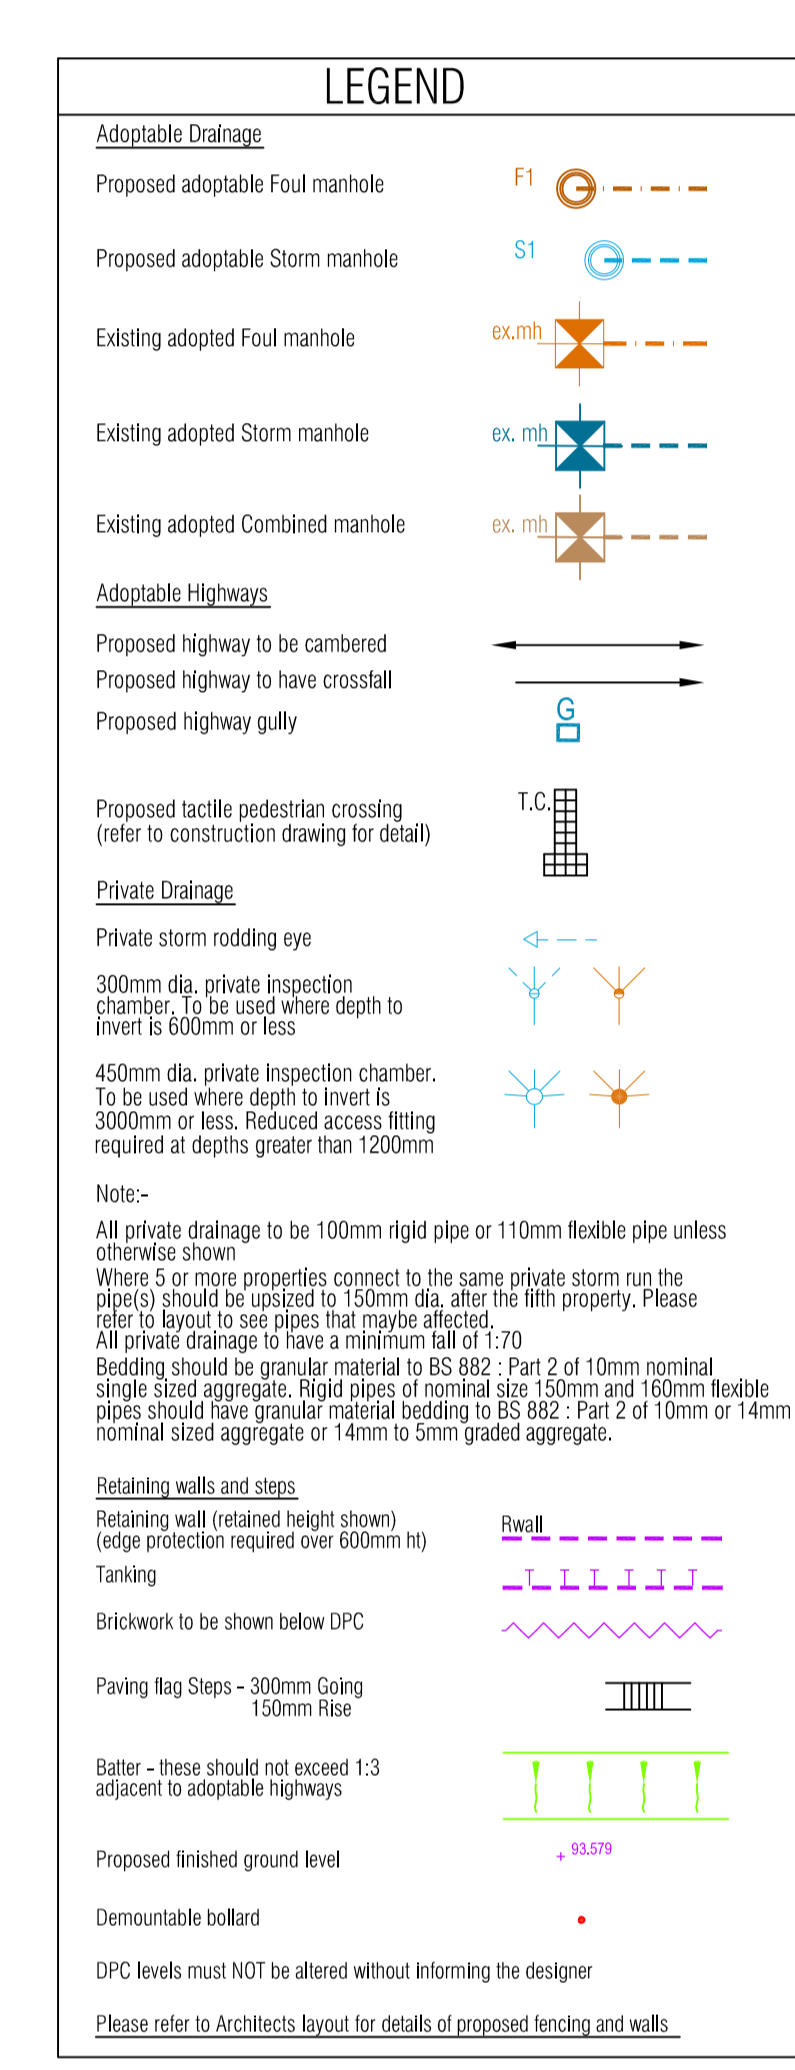 LEGEND
Adoptable Drainage
Proposed adoptable Foul manhole
F1
Proposed adoptable Storm manhole
S1
Existing adopted Foul manhole
ex.mh
Existing adopted Storm manhole
ex. mh
Existing adopted Combined manhole
ex. mh
Adoptable Highways
Proposed highway to be cambered
Proposed highway to have crossfall
Proposed highway gully
G
Proposed tactile pedestrian crossing
(refer to construction drawing for detail)
T.C.
Private Drainage
Private storm rodding eye
300mm dia. private inspection
chamber. To be used where depth to
invert is 600mm or less
450mm dia. private inspection chamber.
To be used where depth to invert is
3000mm or less. Reduced access fitting
required at depths greater than 1200mm
Note:-
All private drainage to be 100mm rigid pipe or 110mm flexible pipe unless
otherwise shown
Where 5 or more properties connect to the same private storm run the
pipe(s) should be upsized to 150mm dia. after the fifth property. Please
refer to layout to see pipes that maybe affected.
All private drainage to have a minimum fall of 1:70
Bedding should be granular material to BS 882 : Part 2 of 10mm nominal
single sized aggregate. Rigid pipes of nominal size 150mm and 160mm flexible
pipes should have granular material bedding to BS 882 : Part 2 of 10mm or 14mm
nominal sized aggregate or 14mm to 5mm graded aggregate.
Retaining walls and steps
Retaining wall (retained height shown)
(edge protection required over 600mm ht)
Rwall
Tanking
Brickwork to be shown below DPC
Paving flag Steps - 300mm Going
150mm Rise
Batter - these should not exceed 1:3
adjacent to adoptable highways
Proposed finished ground level
93.579
Demountable bollard
DPC levels must NOT be altered without informing the designer
Please refer to Architects layout for details of proposed fencing and walls